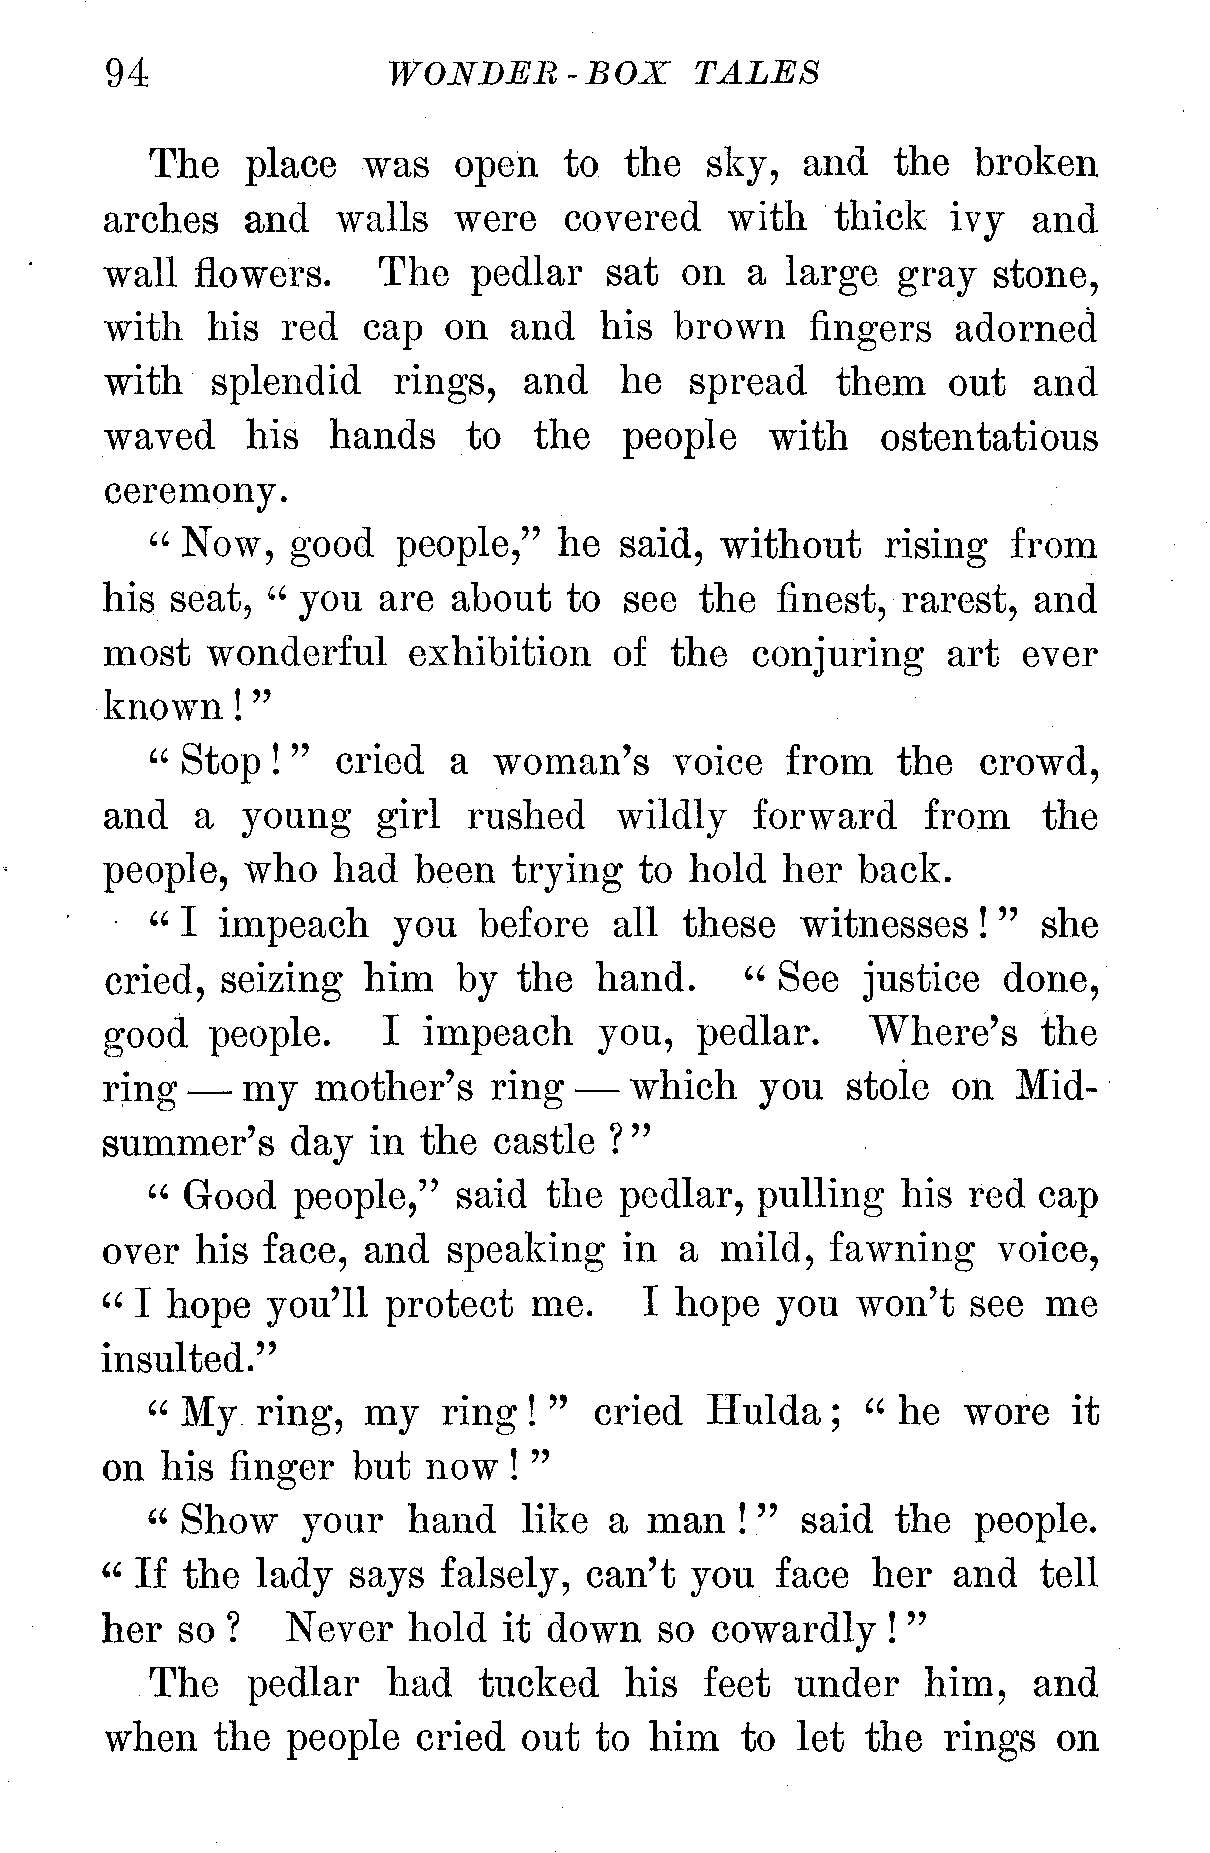 94 WONDER-BOX TALES
The place was open to the sky, and the broken
arches and walls were covered with thick ivy and
wall flowers. The pedlar sat on a large gray stone,
with his red cap on and his brown fingers adorned
with splendid rings, and he spread them out and
waved his hands to the people with ostentatious
ceremony.
“Now, good people,” he said, without rising from
his seat, “you are about to see the finest, rarest, and
most wonderful exhibition of the conjuring art ever
known!”
“Stop!” cried a woman’s voice from the crowd,
and a young girl rushed wildly forward from the
people, who had been trying to hold her back.
“I impeach you before all these witnesses!” she
cried, seizing him by the hand. “See justice done,
good people. I impeach you, pedlar. Where’s the
ring — my mother’s ring — which you stole on Mid-
summer’s day in the castle?”
“Good people,” said the pedlar, pulling his red cap
over his face, and speaking in a mild, fawning voice,
“I hope you’ll protect me. I hope you won’t see me
insulted.”
“My ring, my ring!” cried Hulda; “he wore it
on his finger but now!”
“Show your hand like a man!” said the people.
“If the lady says falsely, can’t you face her and tell
her so? Never hold it down so cowardly!”
The pedlar had tucked his feet under him, and
when the people cried out to him to let the rings on